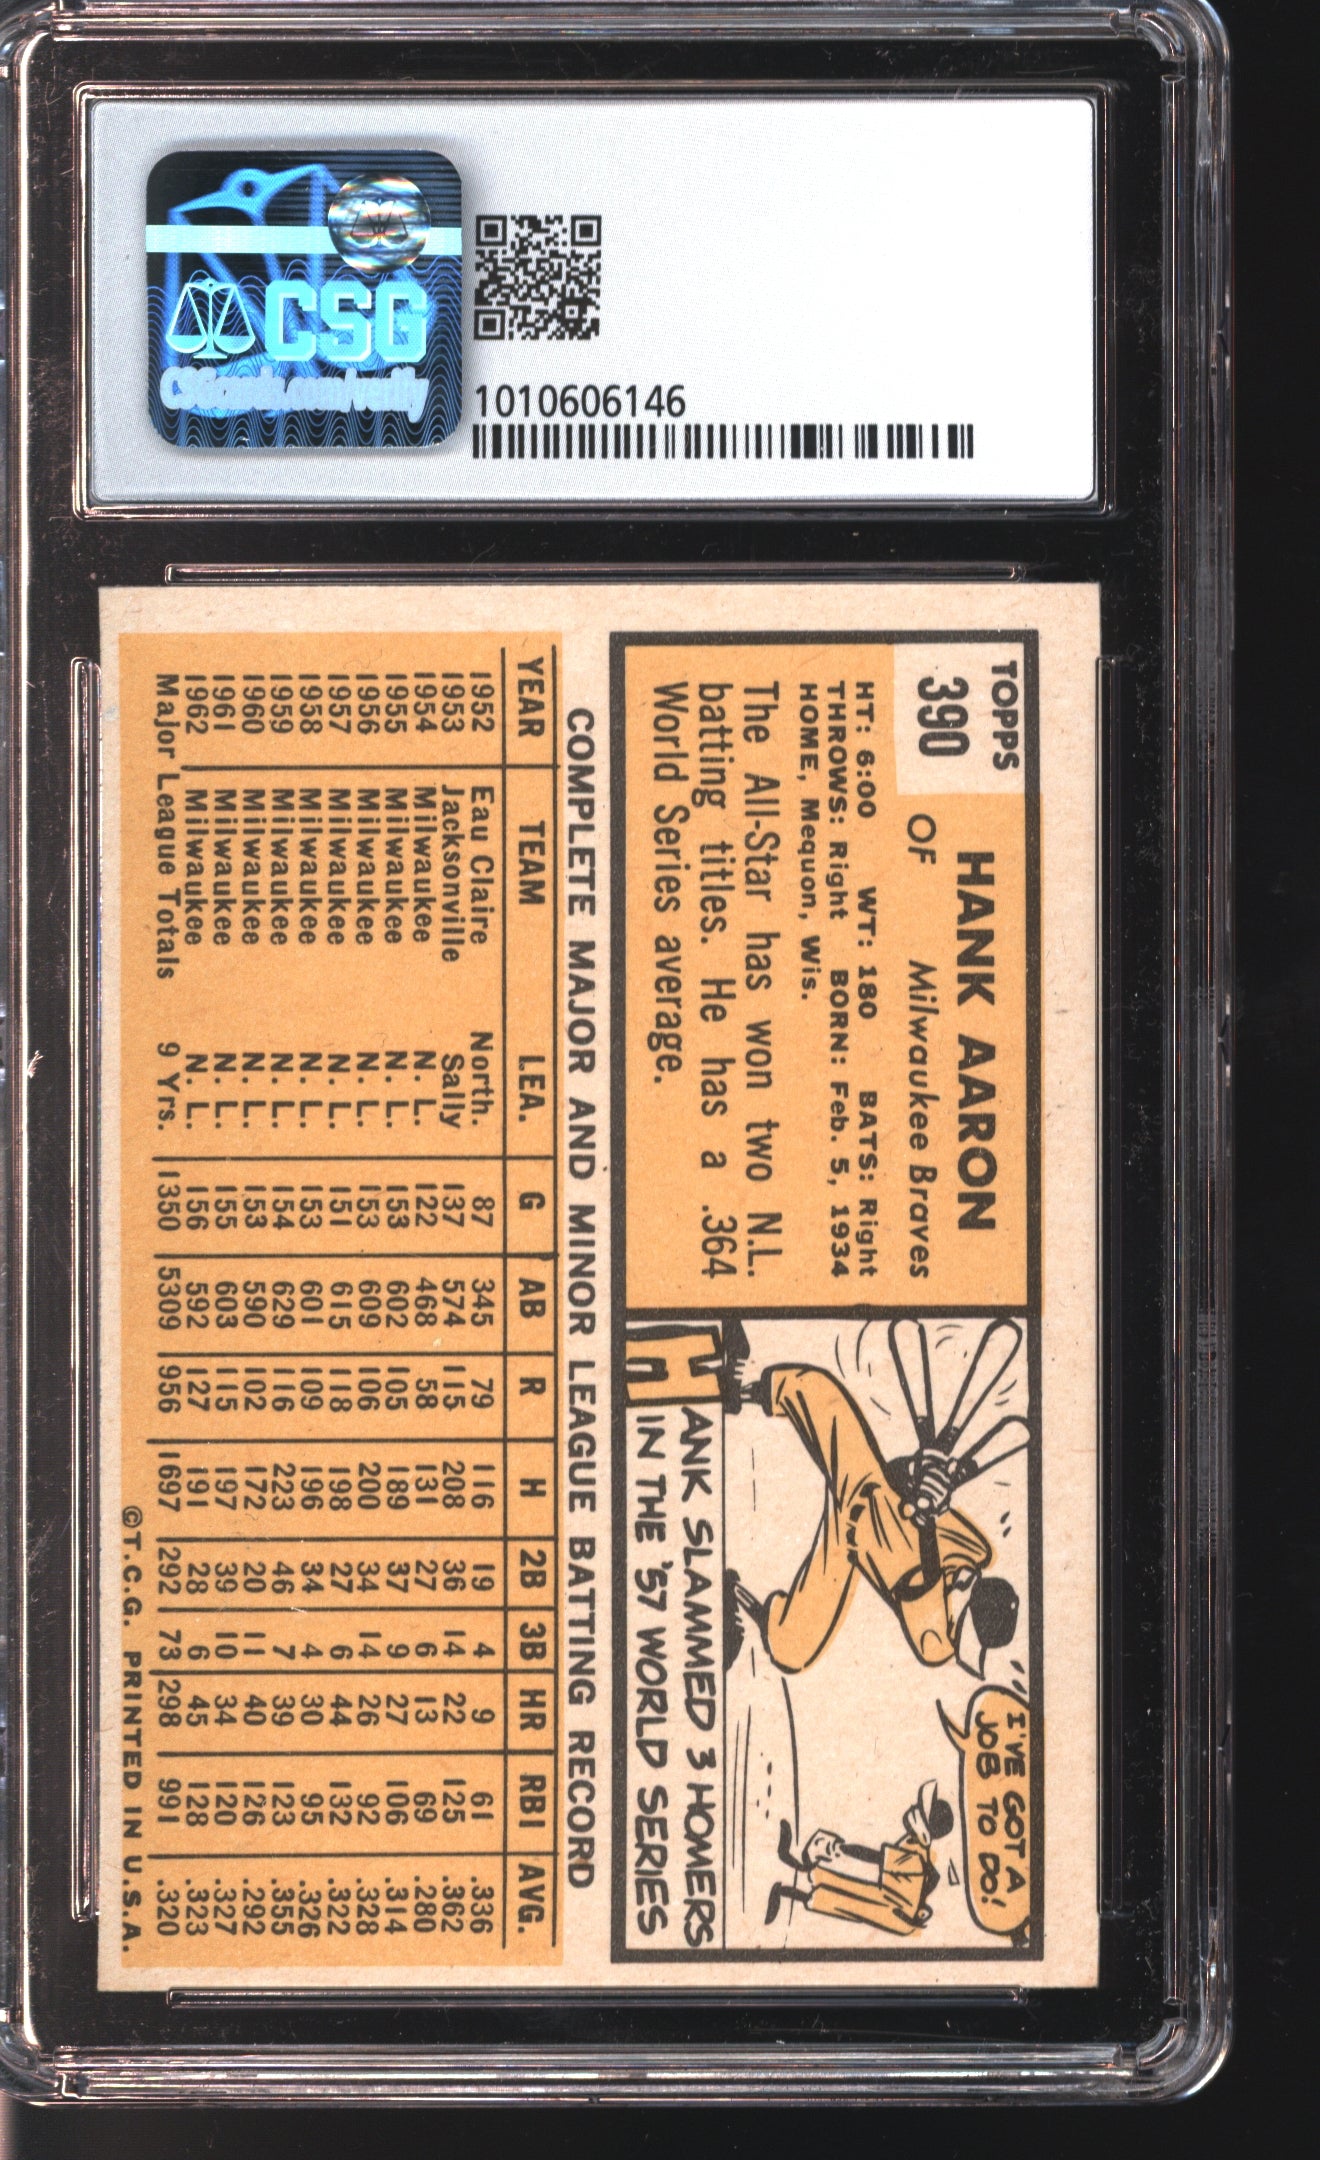 CSG
CSGcards.com/verify
1010606146
TOPPS
390
HANK AARON
OF Milwaukee Braves
HT: 6:00 WT: 180 BATS: Right
THROWS: Right BORN: Feb. 5, 1934
HOME, Mequon, Wis.
The All-Star has won two N.L.
batting titles. He has a .364
World Series average.
"I'VE GOT A
JOB TO DO!
HANK SLAMMED 3 HOMERS
IN THE '57 WORLD SERIES
COMPLETE MAJOR AND MINOR LEAGUE BATTING RECORD
YEAR TEAM LEA. G AB R H 2B 3B HR RBI AVG.
1952 Eau Claire North. 87 345 79 116 19 4 9 61 .336
1953 Jacksonville Sally 137 574 115 208 36 14 22 125 .362
1954 Milwaukee N. L. 122 468 58 131 27 6 13 69 .280
1955 Milwaukee N. L. 153 602 105 189 37 9 27 106 .314
1956 Milwaukee N. L. 153 609 106 200 34 14 26 92 .328
1957 Milwaukee N. L. 151 615 118 198 27 6 44 132 .322
1958 Milwaukee N. L. 153 601 109 196 34 4 30 95 .326
1959 Milwaukee N. L. 154 629 116 223 46 7 39 123 .355
1960 Milwaukee N. L. 153 590 102 172 20 11 40 126 .292
1961 Milwaukee N. L. 155 603 115 197 39 10 34 120 .327
1962 Milwaukee N. L. 156 592 127 191 28 6 45 128 .323
Major League Totals 9 Yrs. 1350 5309 956 1697 292 73 298 991 .320
©T.C.G. PRINTED IN U.S.A.